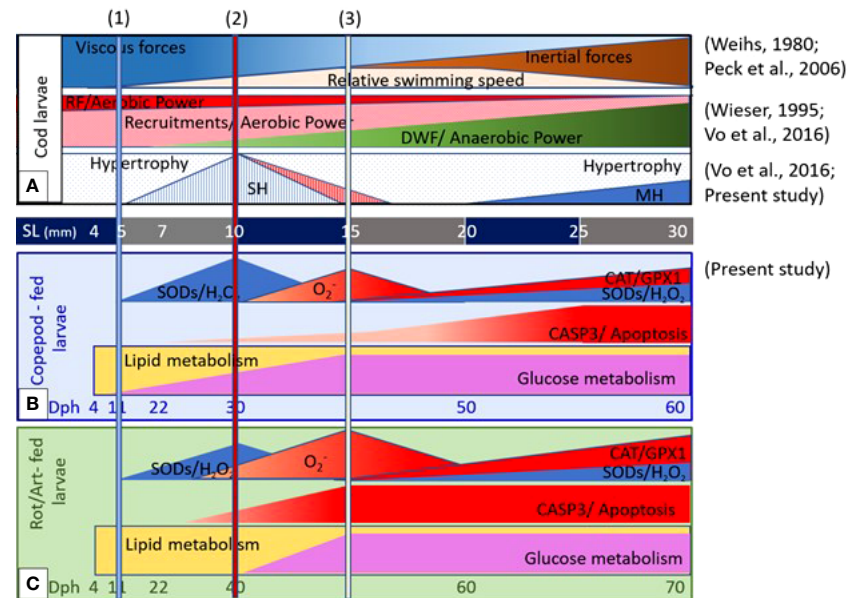 (1) (2) (3)
Viscous forces
Inertial forces
Relative swimming speed
(Weihs, 1980;
Peck et al., 2006)
Cod larvae
RF/Aerobic Power
Recruitments/ Aerobic Power
DWF/ Anaerobic Power
(Wieser, 1995;
Vo et al., 2016)
Hypertrophy
SH
Hypertrophy
MH
(Vo et al., 2016;
Present study)
A
SL (mm) 4 5 7 10 15 20 25 30
Copepod - fed
larvae
SODs/H2O2
O2-
CAT/GPX1
SODs/H2O2
(Present study)
CASP3/ Apoptosis
Lipid metabolism
Glucose metabolism
B
Dph 4 11 22 30 50 60
Rot/Art- fed
larvae
SODs/H2O2
O2-
CAT/GPX1
SODs/H2O2
CASP3/ Apoptosis
Lipid metabolism
Glucose metabolism
C
Dph 4 11 22 40 60 70